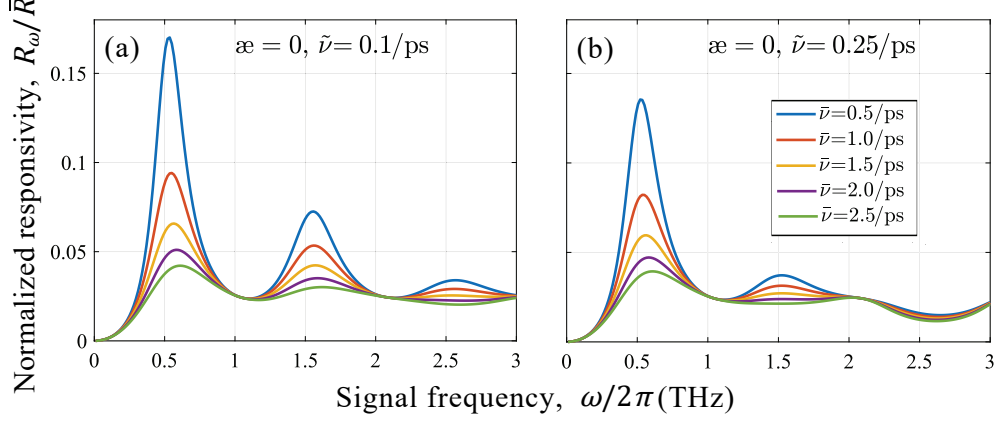 Normalized responsivity, R_ω/R̅
(a)
æ = 0, ν̃ = 0.1/ps
0.15
0.1
0.05
0
0 0.5 1 1.5 2 2.5 3
(b)
æ = 0, ν̃ = 0.25/ps
ν̄=0.5/ps
ν̄=1.0/ps
ν̄=1.5/ps
ν̄=2.0/ps
ν̄=2.5/ps
0 0.5 1 1.5 2 2.5 3
Signal frequency, ω/2π(THz)